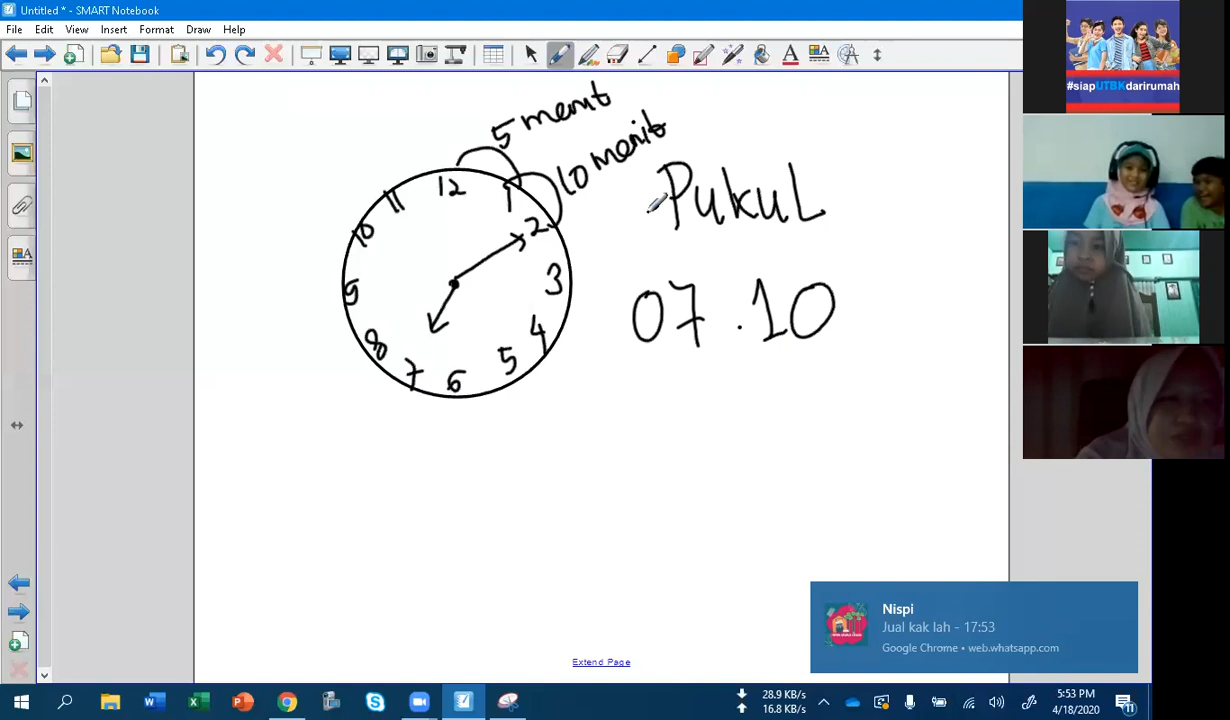 Untitled * - SMART Notebook
File Edit View Insert Format Draw Help
#siapUTBKdarirumah
5 menit
10 menit
12
11
1
10
2
9
3
8
4
7
5
6
Pukul
07.10
Nispi
Jual kak lah - 17:53
Google Chrome • web.whatsapp.com
Extend Page
28.9 KB/s
16.8 KB/s
5:53 PM
4/18/2020
11